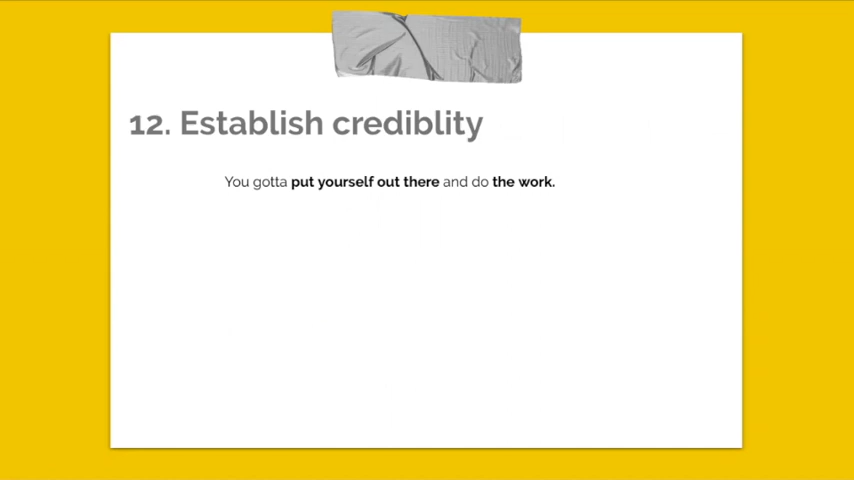 12. Establish crediblity
You gotta put yourself out there and do the work.